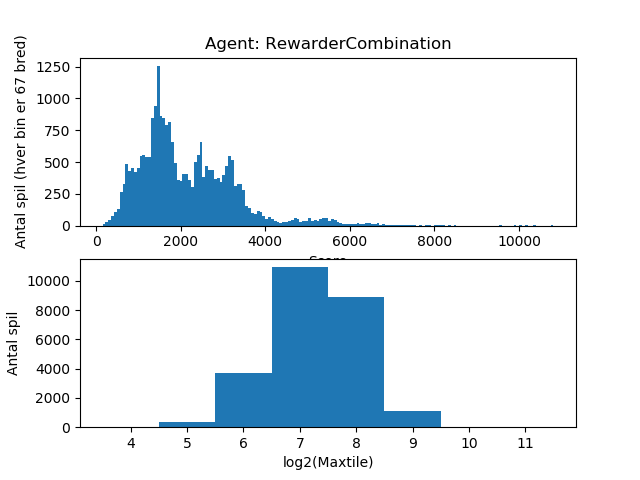 Agent: RewarderCombination
Antal spil (hver bin er 67 bred)
1250
1000
750
500
250
0
0 2000 4000 6000 8000 10000
Score
Antal spil
10000
8000
6000
4000
2000
0
4 5 6 7 8 9 10 11
log2(Maxtile)